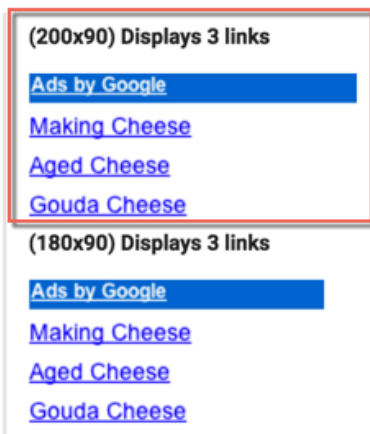 (200x90) Displays 3 links
Ads by Google
Making Cheese
Aged Cheese
Gouda Cheese
(180x90) Displays 3 links
Ads by Google
Making Cheese
Aged Cheese
Gouda Cheese